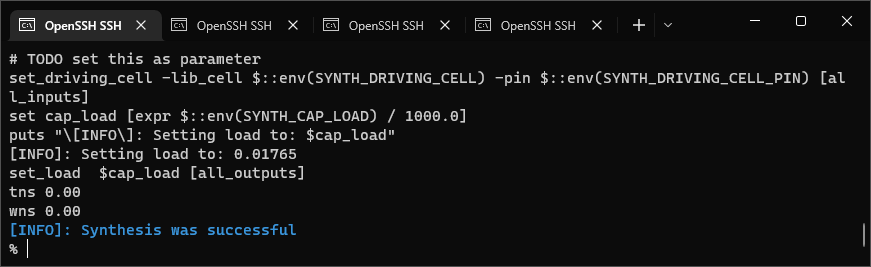 OpenSSH SSH
OpenSSH SSH
OpenSSH SSH
OpenSSH SSH
# TODO set this as parameter
set_driving_cell -lib_cell $::env(SYNTH_DRIVING_CELL) -pin $::env(SYNTH_DRIVING_CELL_PIN) [al
l_inputs]
set cap_load [expr $::env(SYNTH_CAP_LOAD) / 1000.0]
puts "\[INFO\]: Setting load to: $cap_load"
[INFO]: Setting load to: 0.01765
set_load  $cap_load [all_outputs]
tns 0.00
wns 0.00
[INFO]: Synthesis was successful
%